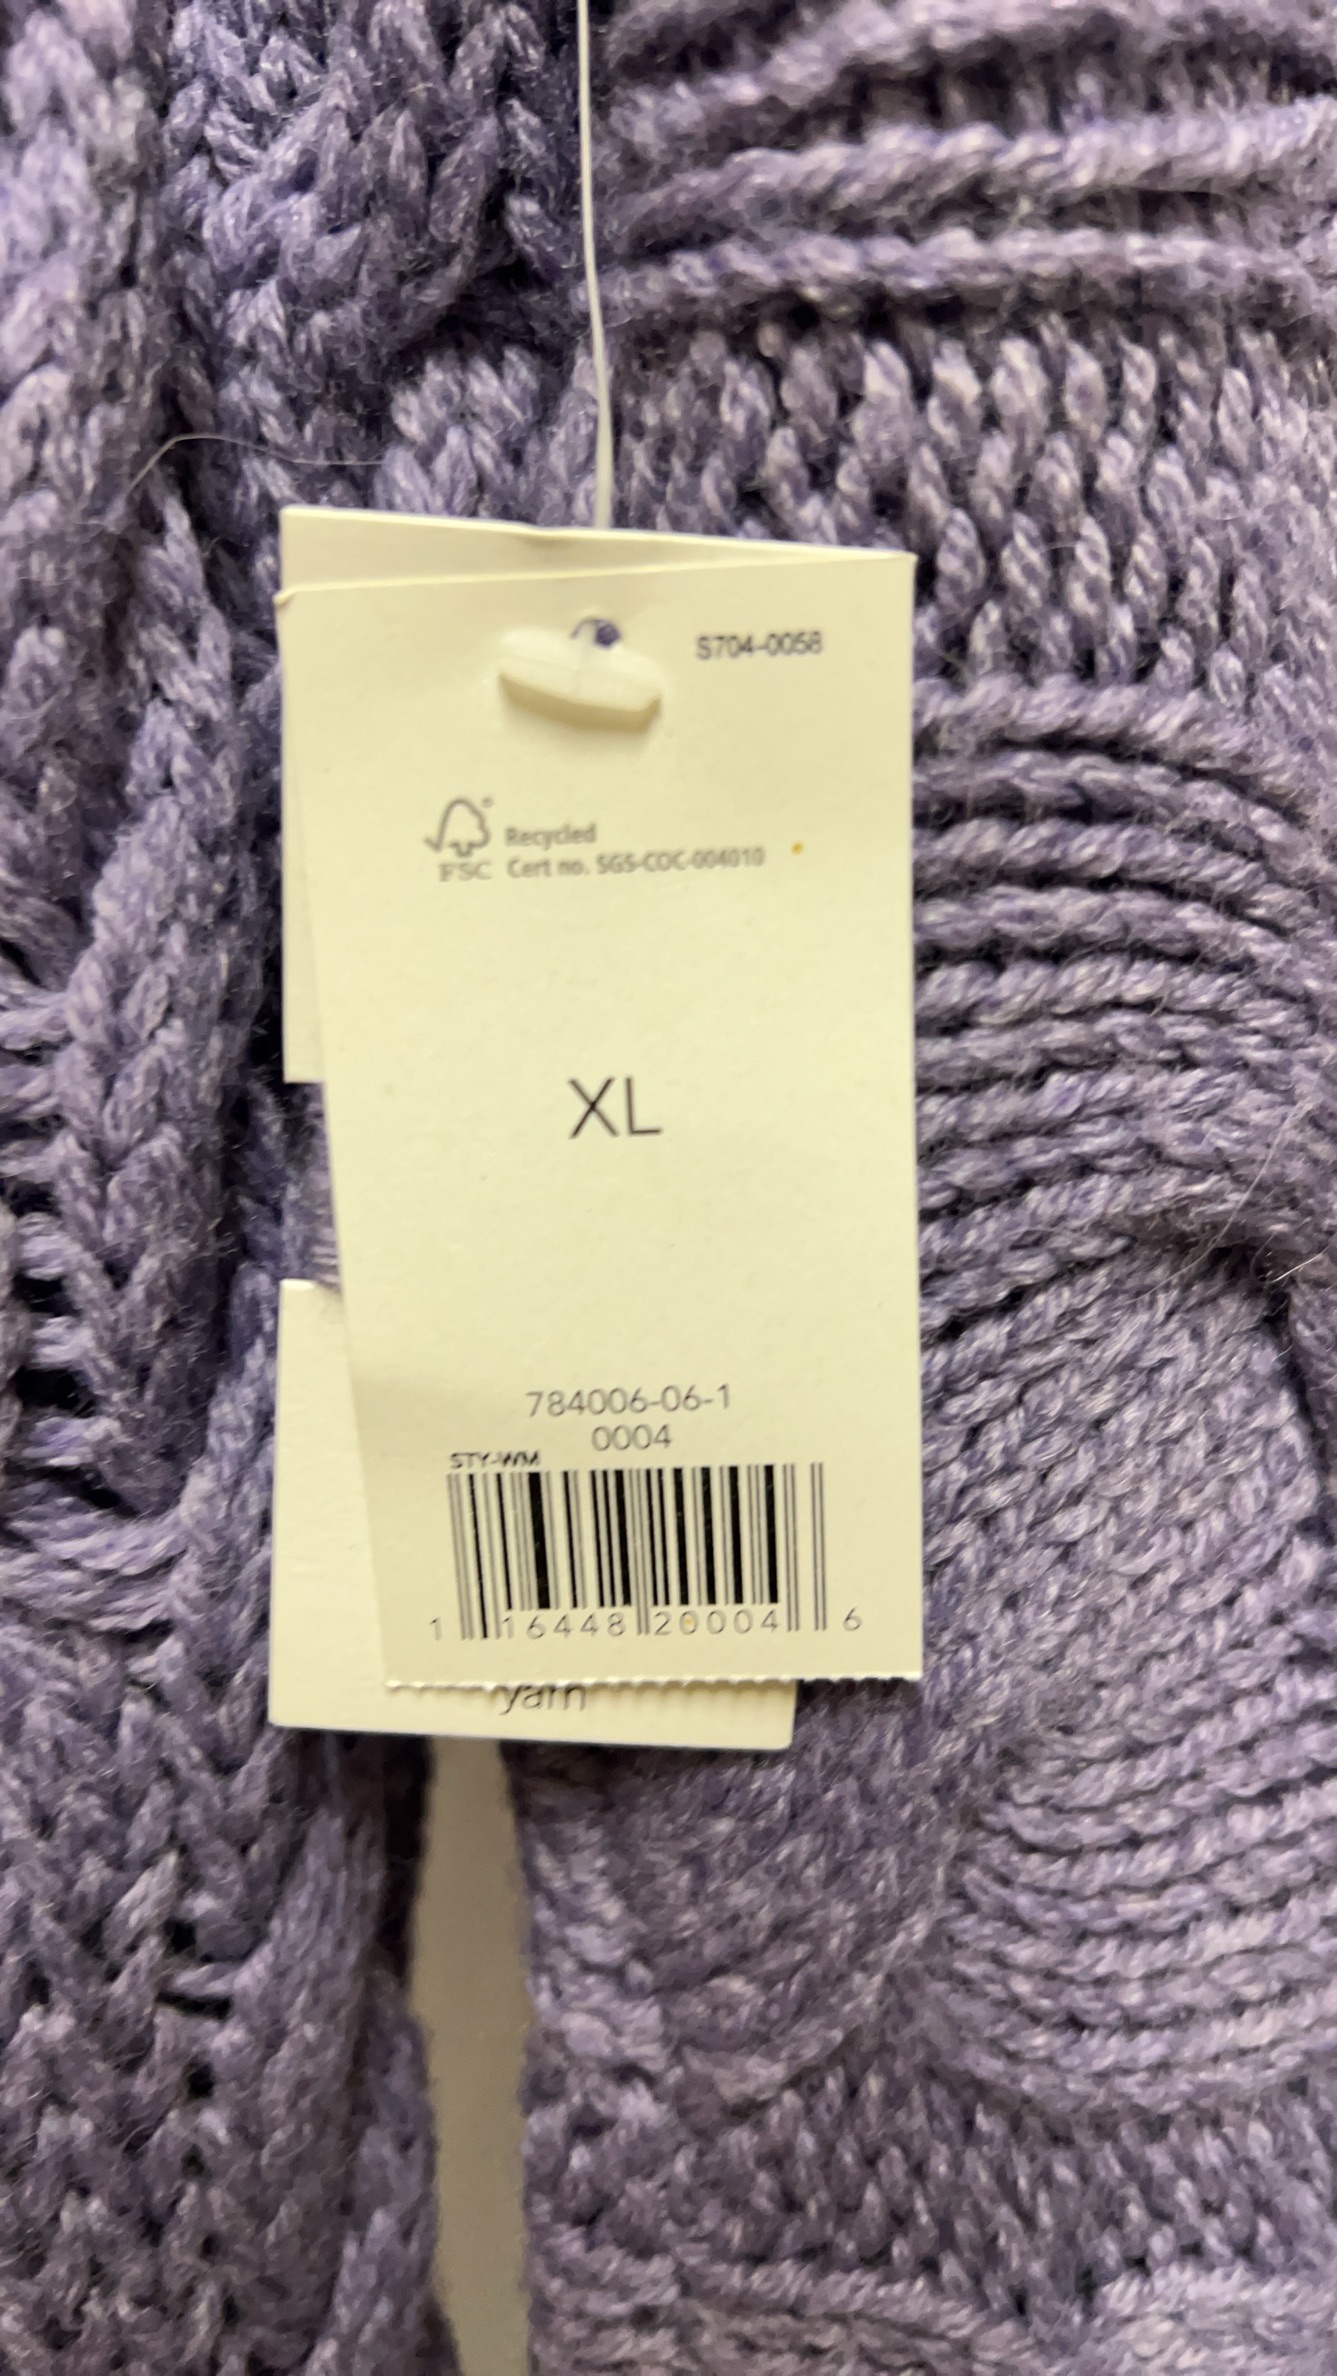 S704-0058
Recycled
FSC Cert no. SGS-COC-004010
XL
784006-06-1
0004
STY-WM
1 16448 20004 6
yarn